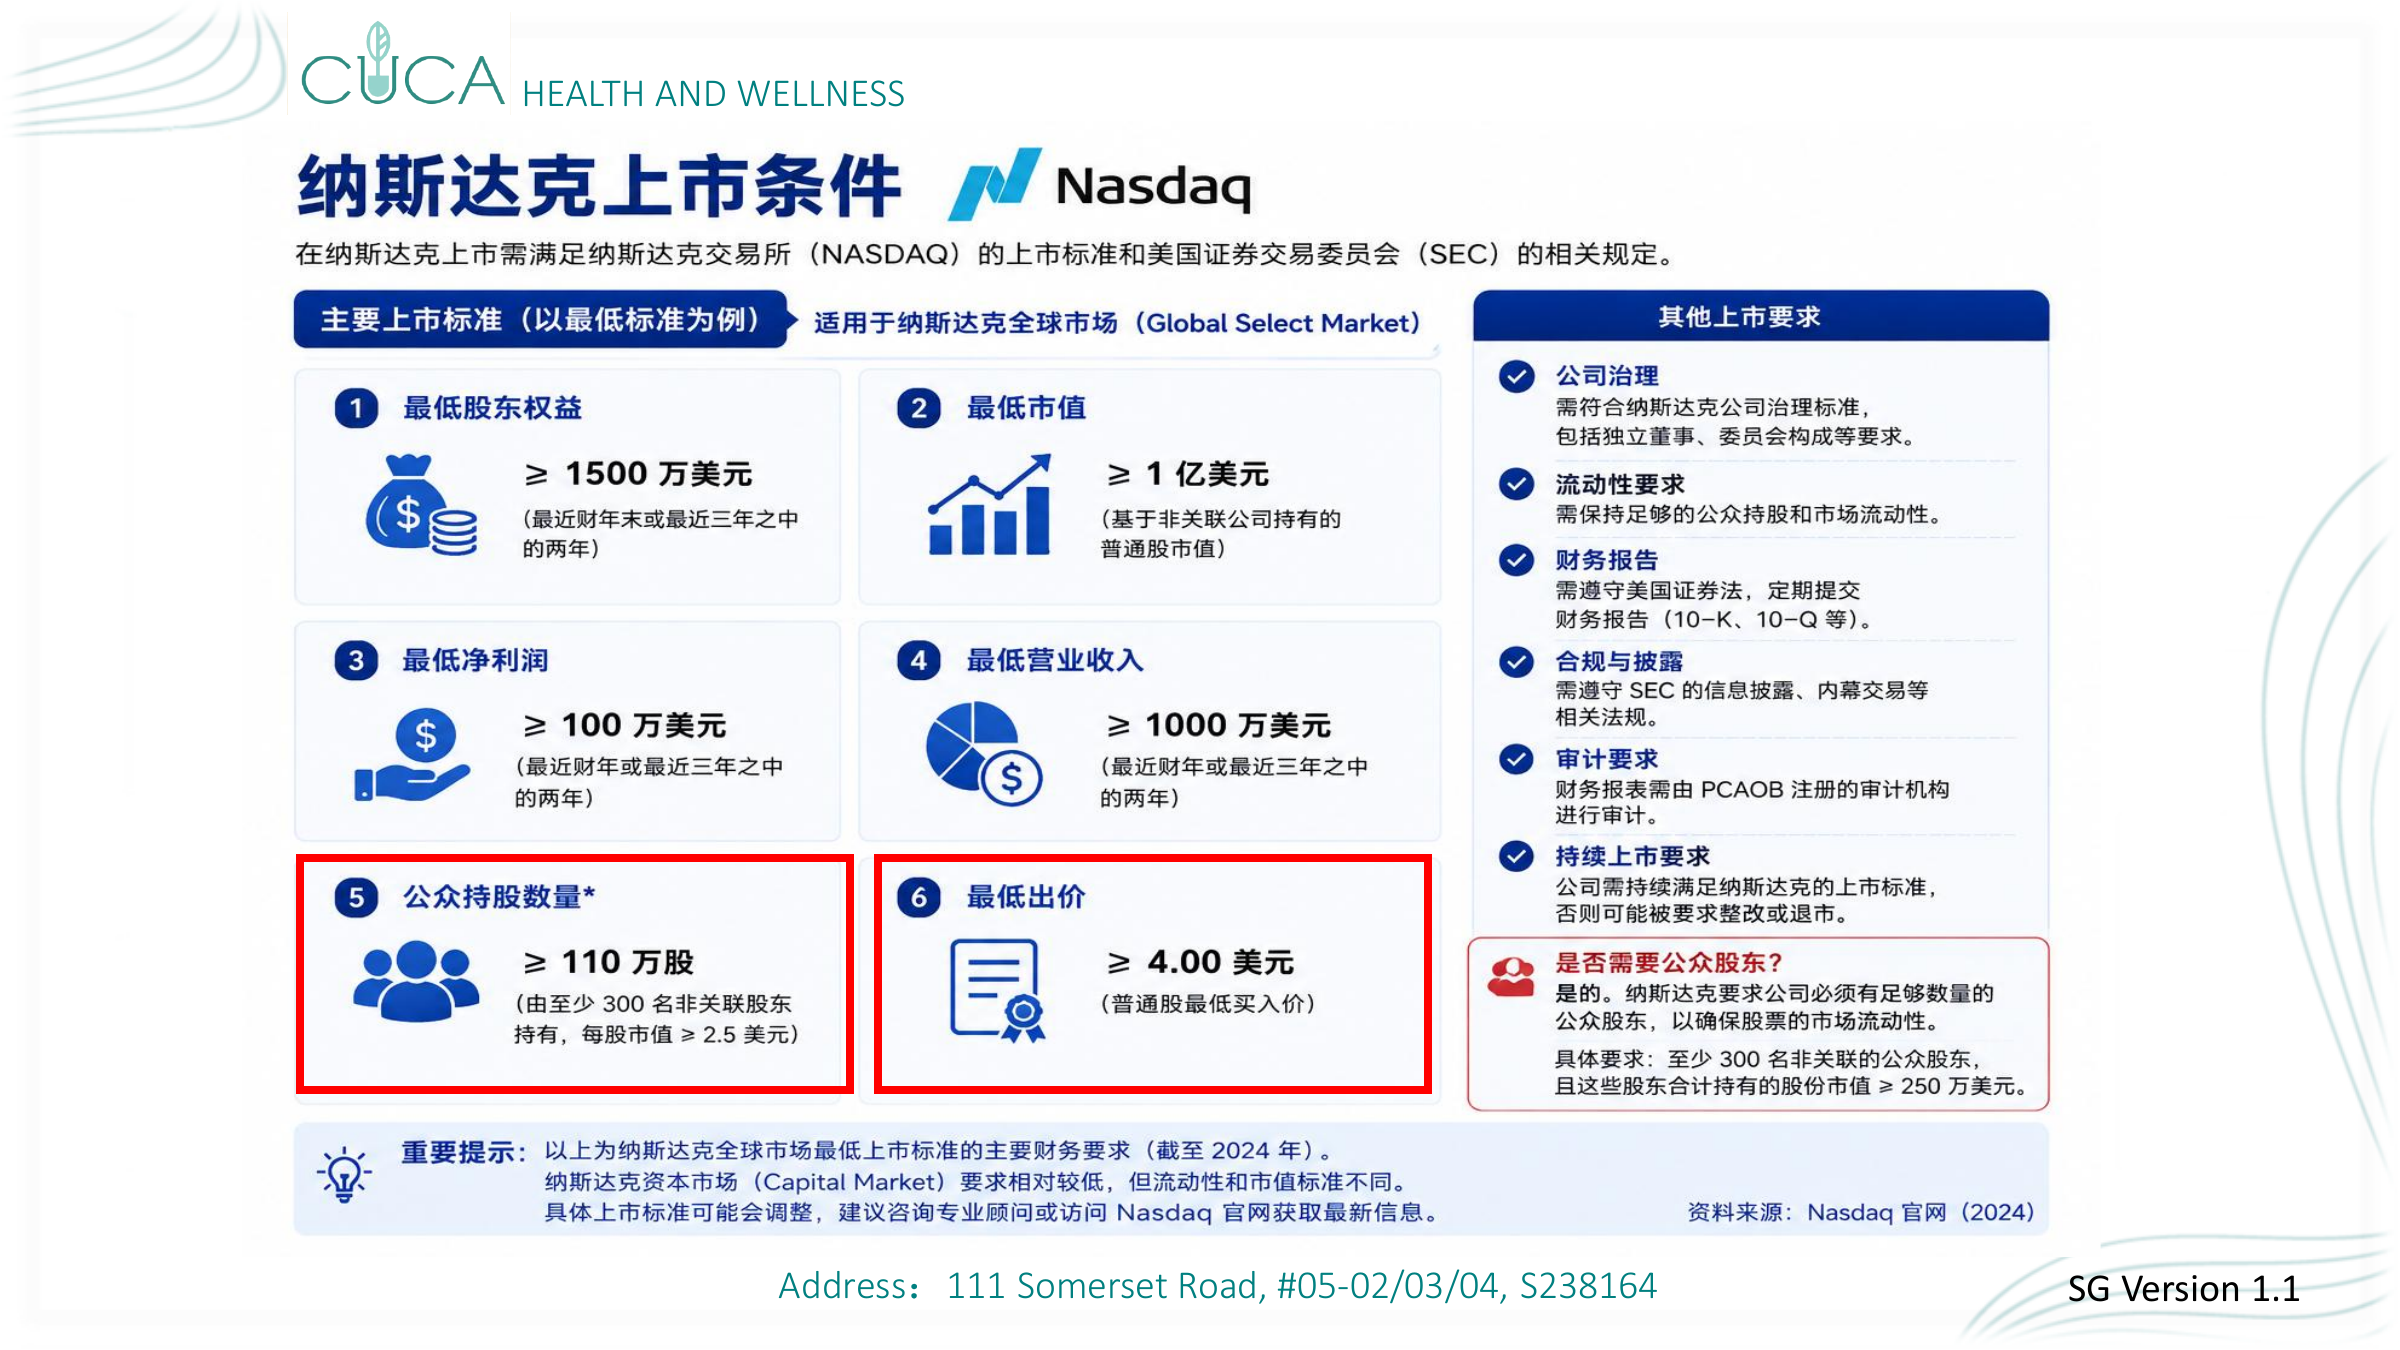 CUCA HEALTH AND WELLNESS
纳斯达克上市条件 Nasdaq
在纳斯达克上市需满足纳斯达克交易所（NASDAQ）的上市标准和美国证券交易委员会（SEC）的相关规定。
主要上市标准（以最低标准为例） 适用于纳斯达克全球市场（Global Select Market）
1 最低股东权益
≥ 1500 万美元
（最近财年末或最近三年之中
的两年）
2 最低市值
≥ 1 亿美元
（基于非关联公司持有的
普通股市值）
3 最低净利润
$
≥ 100 万美元
（最近财年或最近三年之中
的两年）
4 最低营业收入
$
≥ 1000 万美元
（最近财年或最近三年之中
的两年）
5 公众持股数量*
≥ 110 万股
（由至少 300 名非关联股东
持有，每股市值 ≥ 2.5 美元）
6 最低出价
≥ 4.00 美元
（普通股最低买入价）
其他上市要求
公司治理
需符合纳斯达克公司治理标准，
包括独立董事、委员会构成等要求。
流动性要求
需保持足够的公众持股和市场流动性。
财务报告
需遵守美国证券法，定期提交
财务报告（10-K、10-Q 等）。
合规与披露
需遵守 SEC 的信息披露、内幕交易等
相关法规。
审计要求
财务报表需由 PCAOB 注册的审计机构
进行审计。
持续上市要求
公司需持续满足纳斯达克的上市标准，
否则可能被要求整改或退市。
是否需要公众股东？
是的。纳斯达克要求公司必须有足够数量的
公众股东，以确保股票的市场流动性。
具体要求：至少 300 名非关联的公众股东，
且这些股东合计持有的股份市值 ≥ 250 万美元。
重要提示：以上为纳斯达克全球市场最低上市标准的主要财务要求（截至 2024 年）。
纳斯达克资本市场（Capital Market）要求相对较低，但流动性和市值标准不同。
具体上市标准可能会调整，建议咨询专业顾问或访问 Nasdaq 官网获取最新信息。
资料来源：Nasdaq 官网（2024）
Address：111 Somerset Road, #05-02/03/04, S238164
SG Version 1.1